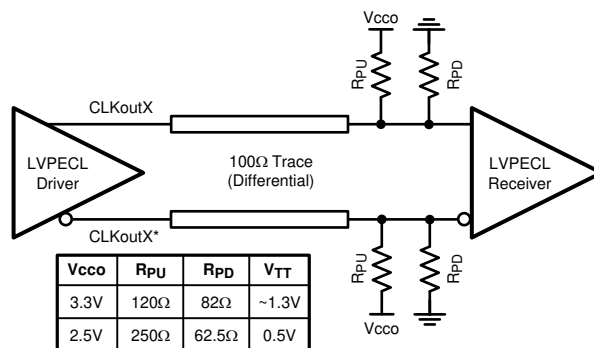 Vcco
RPU
RPD
CLKoutX
LVPECL
Driver
100Ω Trace
(Differential)
LVPECL
Receiver
CLKoutX*
RPU
RPD
Vcco
Vcco RPU RPD VTT
3.3V 120Ω 82Ω ~1.3V
2.5V 250Ω 62.5Ω 0.5V